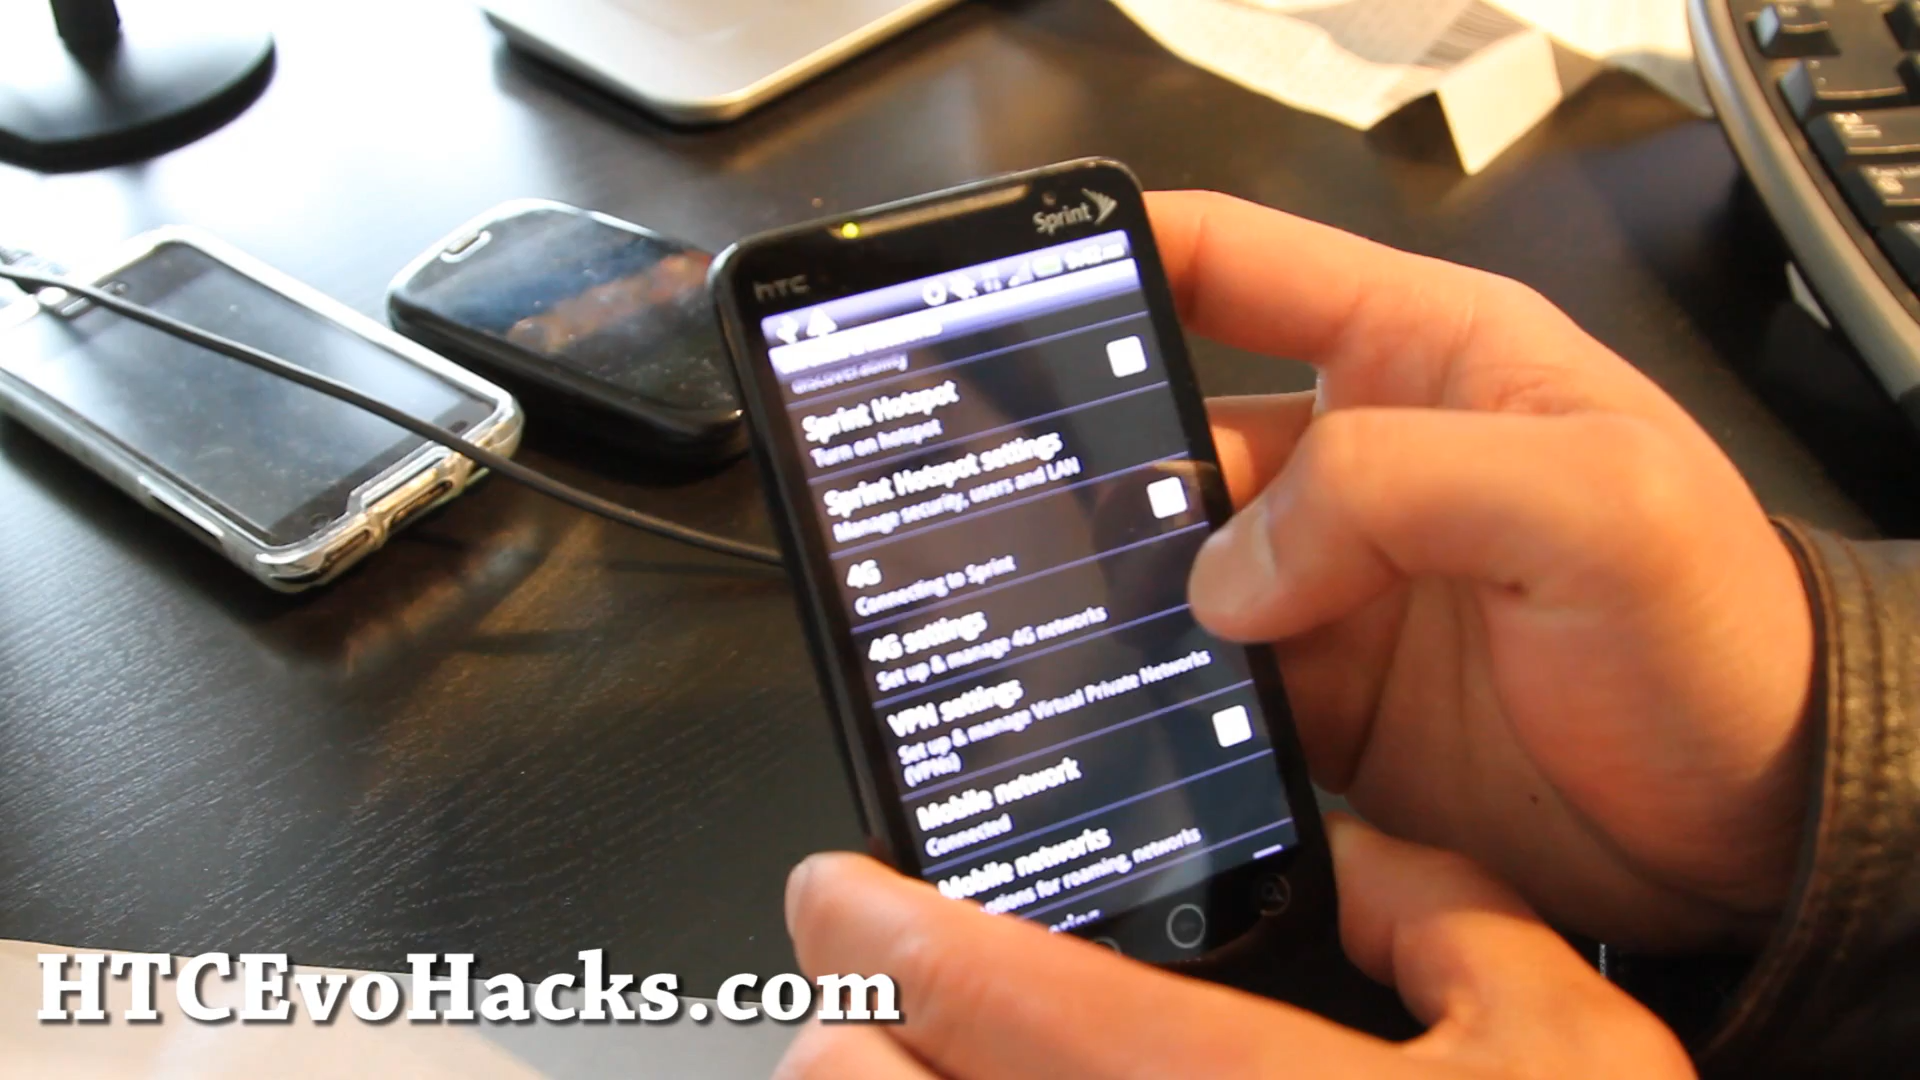 Sprint
hTC
discoverability
Sprint Hotspot
Turn on hotspot
Sprint Hotspot settings
Manage security, users and LAN
4G
Connecting to Sprint
4G settings
Set up & manage 4G networks
VPN settings
Set up & manage Virtual Private Networks
(VPNs)
Mobile network
Connected
Mobile networks
for roaming, networks
HTCEvoHacks.com